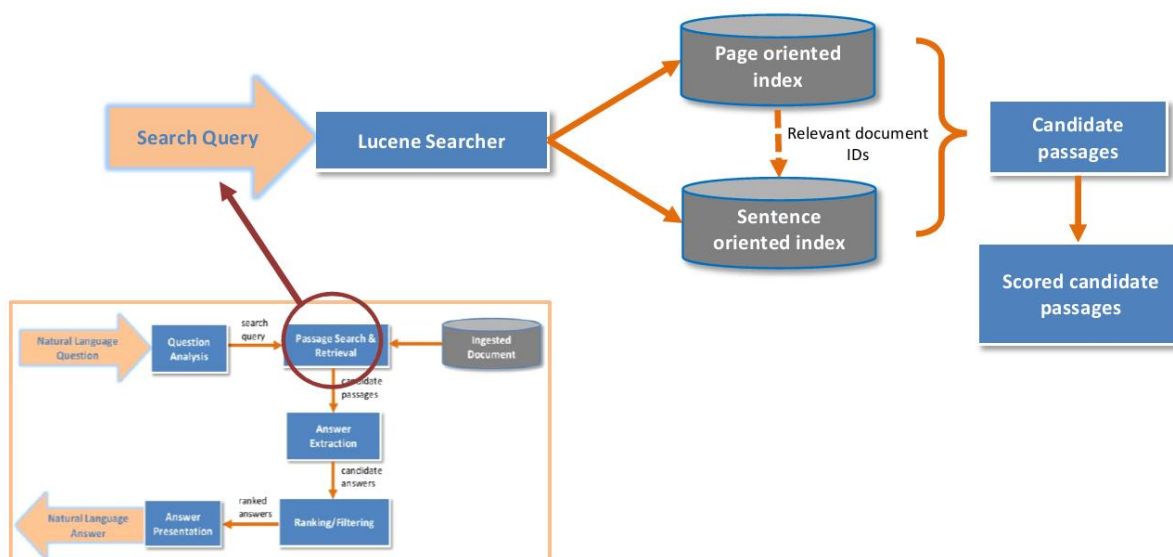 Page oriented
index
Search Query
Lucene Searcher
Relevant document
IDs
Candidate
passages
Sentence
oriented index
Scored candidate
passages
Natural Language
Question
Question
Analysis
search
query
Passage Search &
Retrieval
Ingested
Document
candidate
passages
Answer
Extraction
candidate
answers
Natural Language
Answer
Answer
Presentation
ranked
answers
Ranking/Filtering